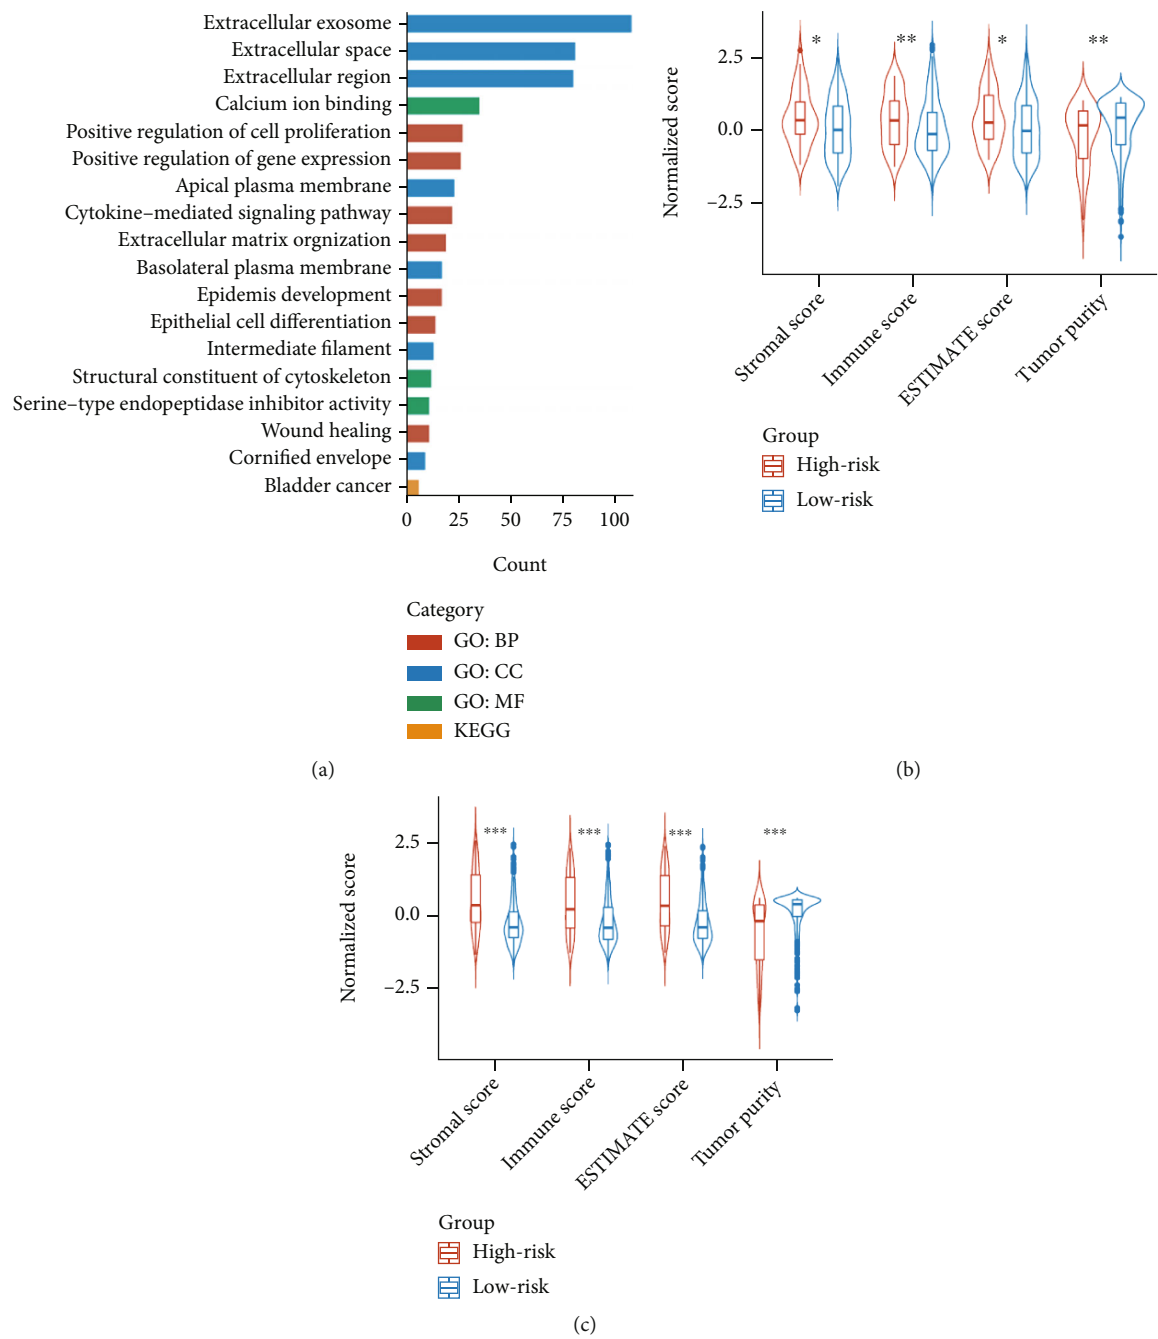 Extracellular exosome
Extracellular space
Extracellular region
Calcium ion binding
Positive regulation of cell proliferation
Positive regulation of gene expression
Apical plasma membrane
Cytokine–mediated signaling pathway
Extracellular matrix orgnization
Basolateral plasma membrane
Epidemis development
Epithelial cell differentiation
Intermediate filament
Structural constituent of cytoskeleton
Serine–type endopeptidase inhibitor activity
Wound healing
Cornified envelope
Bladder cancer
0 25 50 75 100
Count
Category
GO: BP
GO: CC
GO: MF
KEGG
(a)
Normalized score
2.5
0.0
−2.5
* ** * **
Stromal score
Immune score
ESTIMATE score
Tumor purity
Group
High-risk
Low-risk
(b)
Normalized score
2.5
0.0
−2.5
*** *** *** ***
Stromal score
Immune score
ESTIMATE score
Tumor purity
Group
High-risk
Low-risk
(c)